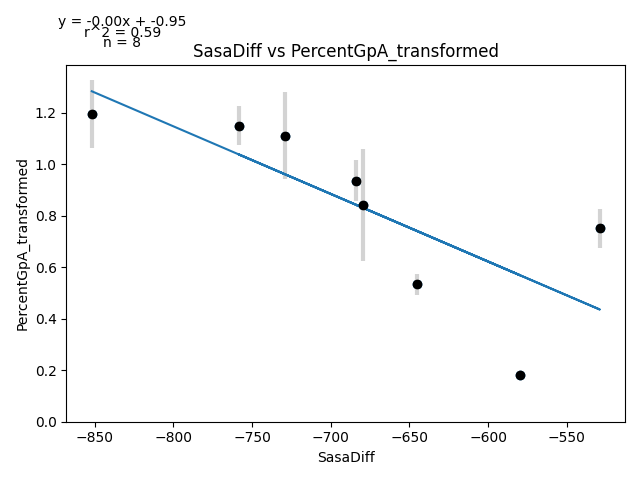 y = -0.00x + -0.95
r^2 = 0.59
n = 8
SasaDiff vs PercentGpA_transformed
PercentGpA_transformed
1.2
1.0
0.8
0.6
0.4
0.2
0.0
−850
−800
−750
−700
−650
−600
−550
SasaDiff